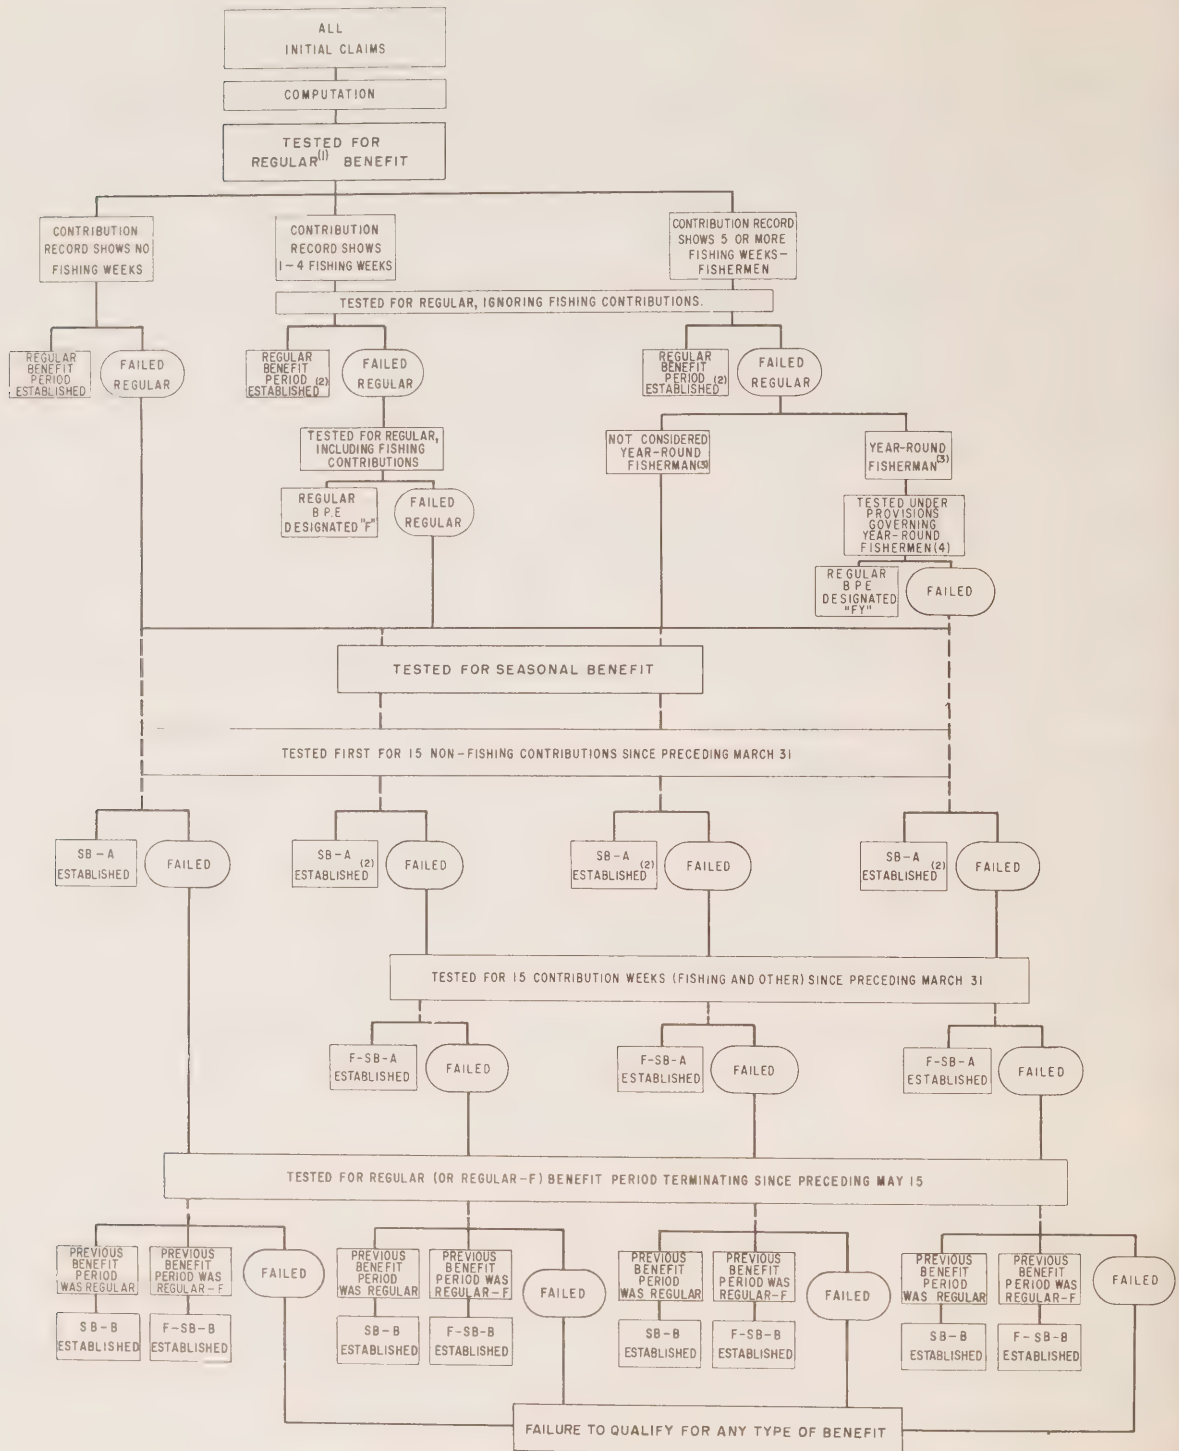 ALL
INITIAL CLAIMS
COMPUTATION
TESTED FOR
REGULAR(1) BENEFIT
CONTRIBUTION
RECORD SHOWS NO
FISHING WEEKS
CONTRIBUTION
RECORD SHOWS
1-4 FISHING WEEKS
CONTRIBUTION RECORD
SHOWS 5 OR MORE
FISHING WEEKS-
FISHERMEN
TESTED FOR REGULAR, IGNORING FISHING CONTRIBUTIONS.
REGULAR
BENEFIT
PERIOD
ESTABLISHED
FAILED
REGULAR
REGULAR
BENEFIT
PERIOD (2)
ESTABLISHED
FAILED
REGULAR
REGULAR
BENEFIT
PERIOD (2)
ESTABLISHED
FAILED
REGULAR
TESTED FOR REGULAR,
INCLUDING FISHING
CONTRIBUTIONS
NOT CONSIDERED
YEAR-ROUND
FISHERMAN(3)
YEAR-ROUND
FISHERMAN(3)
REGULAR
B P.E
DESIGNATED "F"
FAILED
REGULAR
TESTED UNDER
PROVISIONS
GOVERNING
YEAR-ROUND
FISHERMEN(4)
REGULAR
B P E
DESIGNATED
"FY"
FAILED
TESTED FOR SEASONAL BENEFIT
TESTED FIRST FOR 15 NON-FISHING CONTRIBUTIONS SINCE PRECEDING MARCH 31
SB-A
ESTABLISHED
FAILED
SB-A
(2)
ESTABLISHED
FAILED
SB-A
(2)
ESTABLISHED
FAILED
SB-A
(2)
ESTABLISHED
FAILED
TESTED FOR 15 CONTRIBUTION WEEKS (FISHING AND OTHER) SINCE PRECEDING MARCH 31
F-SB-A
ESTABLISHED
FAILED
F-SB-A
ESTABLISHED
FAILED
F-SB-A
ESTABLISHED
FAILED
TESTED FOR REGULAR (OR REGULAR-F) BENEFIT PERIOD TERMINATING SINCE PRECEDING MAY 15
PREVIOUS
BENEFIT
PERIOD
WAS REGULAR
PREVIOUS
BENEFIT
PERIOD WAS
REGULAR-F
FAILED
PREVIOUS
BENEFIT
PERIOD
WAS REGULAR
PREVIOUS
BENEFIT
PERIOD WAS
REGULAR-F
FAILED
PREVIOUS
BENEFIT
PERIOD
WAS REGULAR
PREVIOUS
BENEFIT
PERIOD WAS
REGULAR-F
FAILED
PREVIOUS
BENEFIT
PERIOD
WAS REGULAR
PREVIOUS
BENEFIT
PERIOD WAS
REGULAR-F
FAILED
SB-B
ESTABLISHED
F-SB-B
ESTABLISHED
SB-B
ESTABLISHED
F-SB-B
ESTABLISHED
SB-B
ESTABLISHED
F-SB-B
ESTABLISHED
SB-B
ESTABLISHED
F-SB-B
ESTABLISHED
FAILURE TO QUALIFY FOR ANY TYPE OF BENEFIT